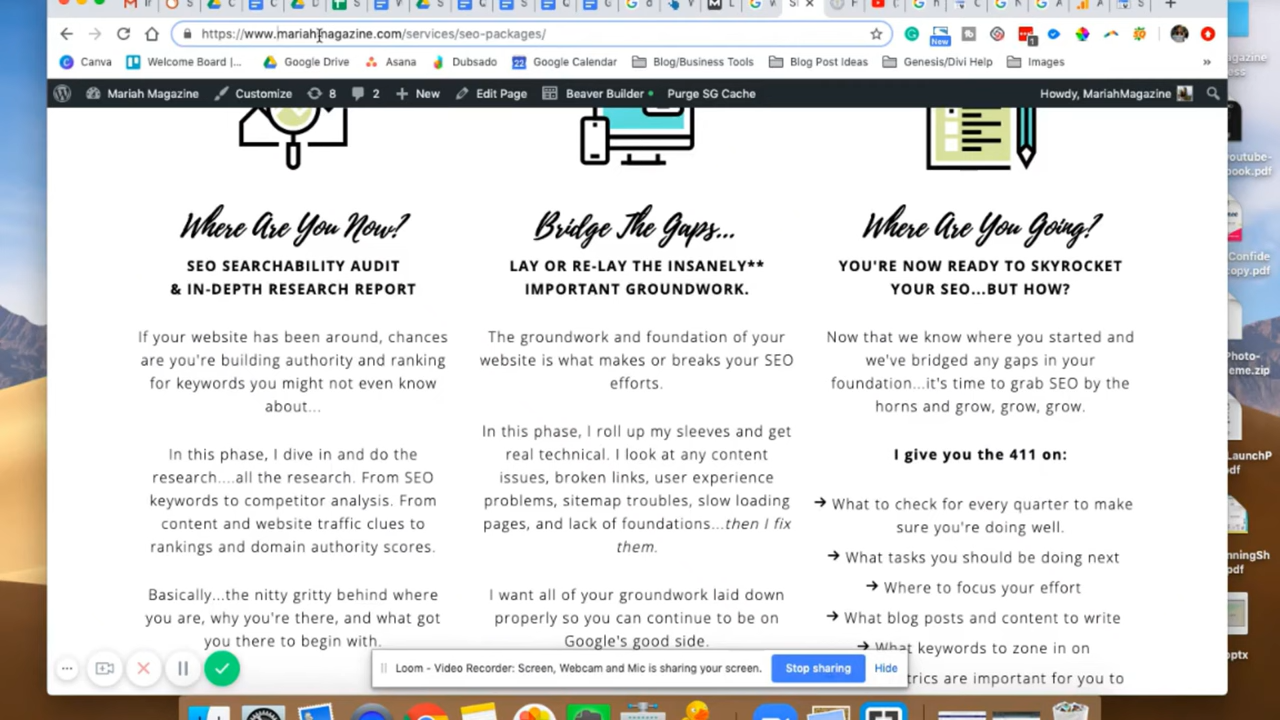 https://www.mariahmagazine.com/services/seo-packages/
New
1
Canva
Welcome Board |...
Google Drive
Asana
Dubsado
22
Google Calendar
Blog/Business Tools
Blog Post Ideas
Genesis/Divi Help
Images
»
Mariah Magazine
Customize
8
2
+ New
Edit Page
Beaver Builder
Purge SG Cache
Howdy, MariahMagazine
Where Are You Now?
SEO SEARCHABILITY AUDIT
& IN-DEPTH RESEARCH REPORT
If your website has been around, chances
are you're building authority and ranking
for keywords you might not even know
about...
In this phase, I dive in and do the
research....all the research. From SEO
keywords to competitor analysis. From
content and website traffic clues to
rankings and domain authority scores.
Basically...the nitty gritty behind where
you are, why you're there, and what got
you there to begin with.
Bridge The Gaps...
LAY OR RE-LAY THE INSANELY**
IMPORTANT GROUNDWORK.
The groundwork and foundation of your
website is what makes or breaks your SEO
efforts.
In this phase, I roll up my sleeves and get
real technical. I look at any content
issues, broken links, user experience
problems, sitemap troubles, slow loading
pages, and lack of foundations...then I fix
them.
I want all of your groundwork laid down
properly so you can continue to be on
Google's good side.
Where Are You Going?
YOU'RE NOW READY TO SKYROCKET
YOUR SEO...BUT HOW?
Now that we know where you started and
we've bridged any gaps in your
foundation...it's time to grab SEO by the
horns and grow, grow, grow.
I give you the 411 on:
→ What to check for every quarter to make
sure you're doing well.
→ What tasks you should be doing next
→ Where to focus your effort
→ What blog posts and content to write
→ What keywords to zone in on
are important for you to
Loom – Video Recorder: Screen, Webcam and Mic is sharing your screen.
Stop sharing
Hide